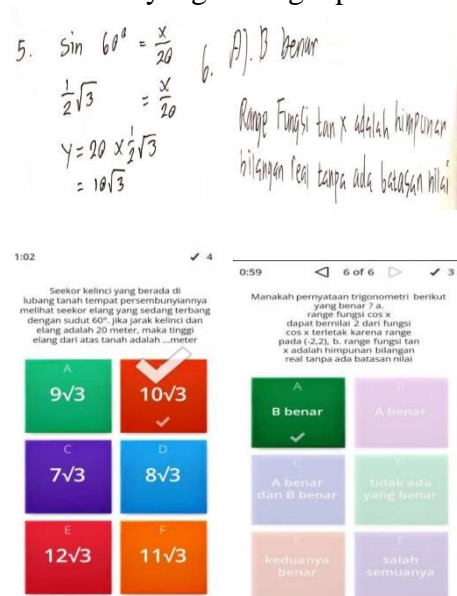 5. sin 60° = x/20
1/2 √3 = x/20
y = 20 x 1/2 √3
= 10√3
6. A). B benar
Range Fungsi tan x adalah himpunan
bilangan real tanpa ada batasan nilai
1:02 ✓ 4
Seekor kelinci yang berada di
lubang tanah tempat persembunyiannya
melihat seekor elang yang sedang terbang
dengan sudut 60°. jika jarak kelinci dan
elang adalah 20 meter, maka tinggi
elang dari atas tanah adalah ...meter
A
9√3
10√3
C
7√3
D
8√3
E
12√3
F
11√3
0:59 6 of 6 ✓ 3
Manakah pernyataan trigonometri berikut
yang benar ? a.
range fungsi cos x
dapat bernilai 2 dari fungsi
cos x terletak karena range
pada (-2,2), b. range fungsi tan
x adalah himpunan bilangan
real tanpa ada batasan nilai
A
B benar
B
A benar
C
A benar
dan B benar
D
tidak ada
yang benar
E
keduanya
benar
F
salah
semuanya